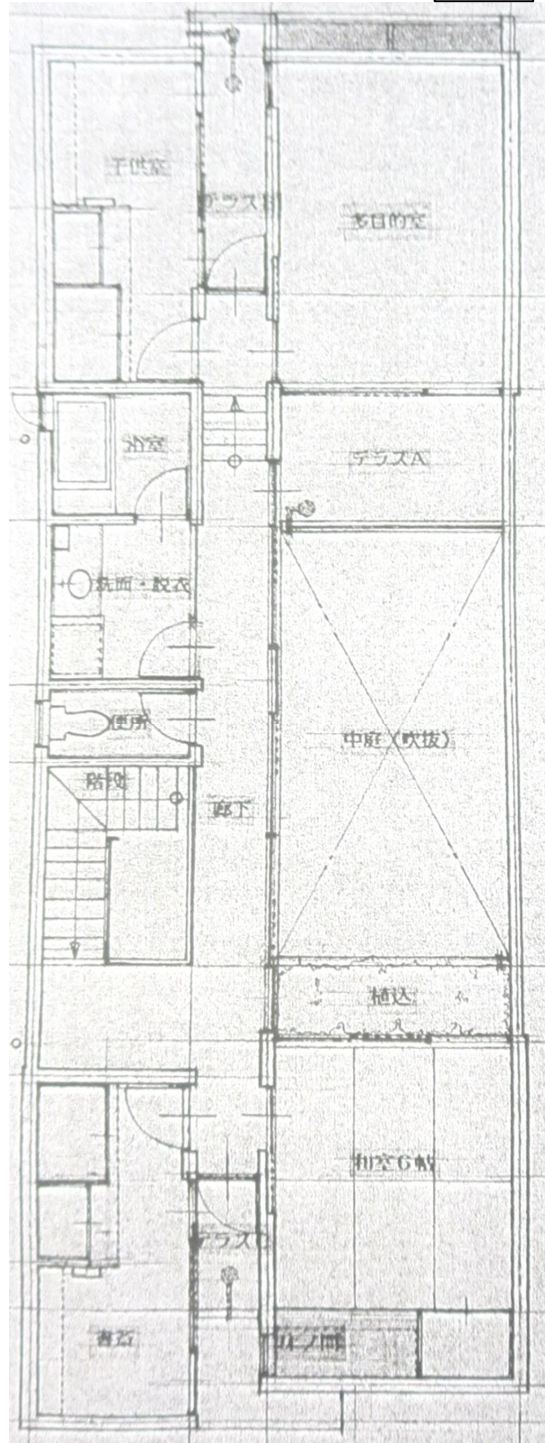 子供室
テラスB
多目的室
浴室
テラスA
洗面・脱衣
便所
中庭（吹抜）
階段
廊下
植込
和室6帖
テラス
書斎
床ノ間